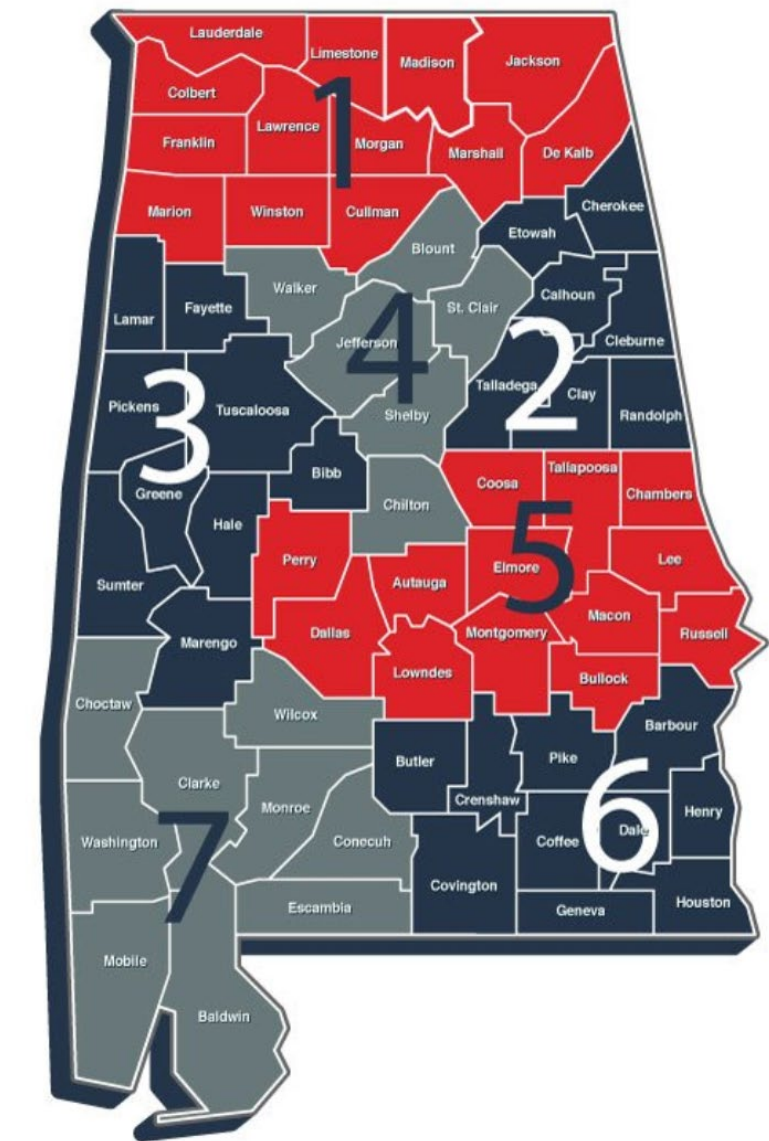 Lauderdale
Limestone
Madison
Jackson
Colbert
Lawrence
Franklin
Morgan
Marshall
De Kalb
1
Marion
Winston
Cullman
Cherokee
Etowah
Blount
Walker
St. Clair
Calhoun
Lamar
Fayette
Jefferson
Cleburne
4
2
Talladega
Clay
Pickens
Tuscaloosa
Shelby
Randolph
3
Bibb
Greene
Chilton
Coosa
Tallapoosa
Chambers
Hale
Perry
Autauga
Elmore
Lee
5
Sumter
Macon
Dallas
Montgomery
Russell
Marengo
Lowndes
Bullock
Choctaw
Wilcox
Barbour
Butler
Pike
Clarke
Crenshaw
Monroe
Henry
6
Washington
Conecuh
Coffee
Dale
7
Covington
Escambia
Geneva
Houston
Mobile
Baldwin